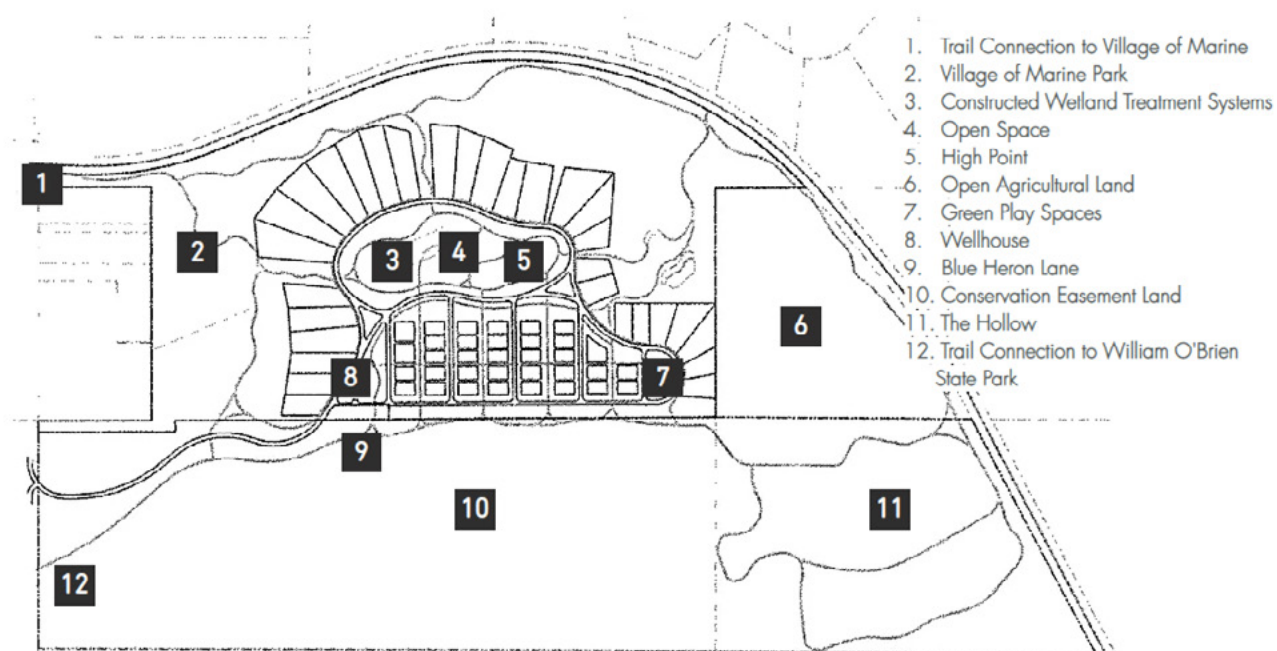 1. Trail Connection to Village of Marine
2. Village of Marine Park
3. Constructed Wetland Treatment Systems
4. Open Space
5. High Point
6. Open Agricultural Land
7. Green Play Spaces
8. Wellhouse
9. Blue Heron Lane
10. Conservation Easement Land
11. The Hollow
12. Trail Connection to William O'Brien
State Park
1
2
3
4
5
6
7
8
9
10
11
12